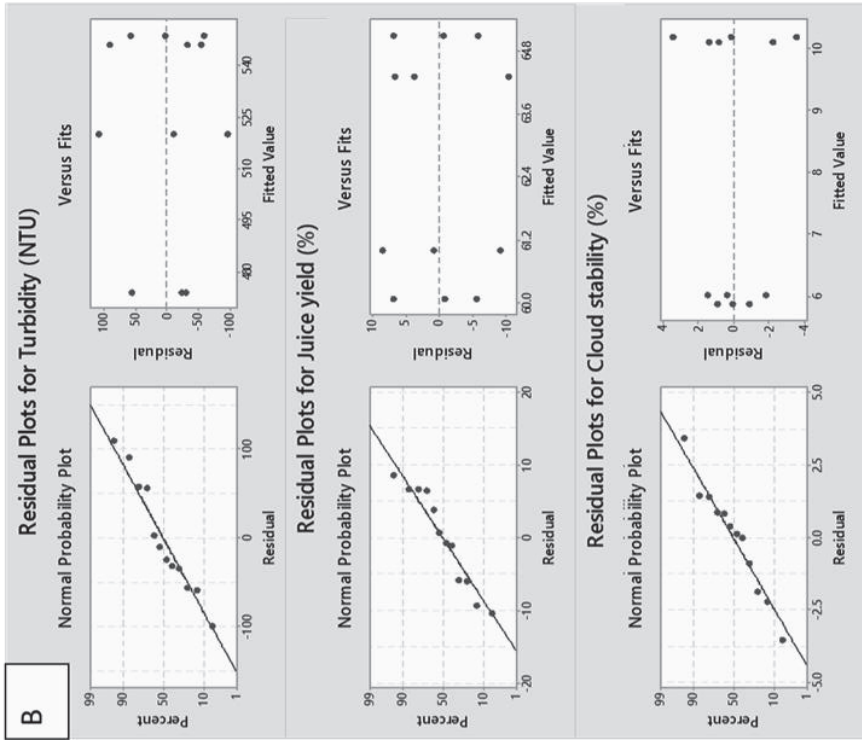 B
Residual Plots for Turbidity (NTU)
Normal Probability Plot
Percent
99
90
50
10
1
-100
0
100
Residual
Versus Fits
Residual
100
50
0
-50
-100
480
495
510
525
540
Fitted Value
Residual Plots for Juice yield (%)
Normal Probability Plot
Percent
99
90
50
10
1
-20
-10
0
10
20
Residual
Versus Fits
Residual
10
5
0
-5
-10
60.0
61.2
62.4
63.6
64.8
Fitted Value
Residual Plots for Cloud stability (%)
Normal Probability Plot
Percent
99
90
50
10
1
-5.0
-2.5
0.0
2.5
5.0
Residual
Versus Fits
Residual
4
2
0
-2
-4
6
7
8
9
10
Fitted Value